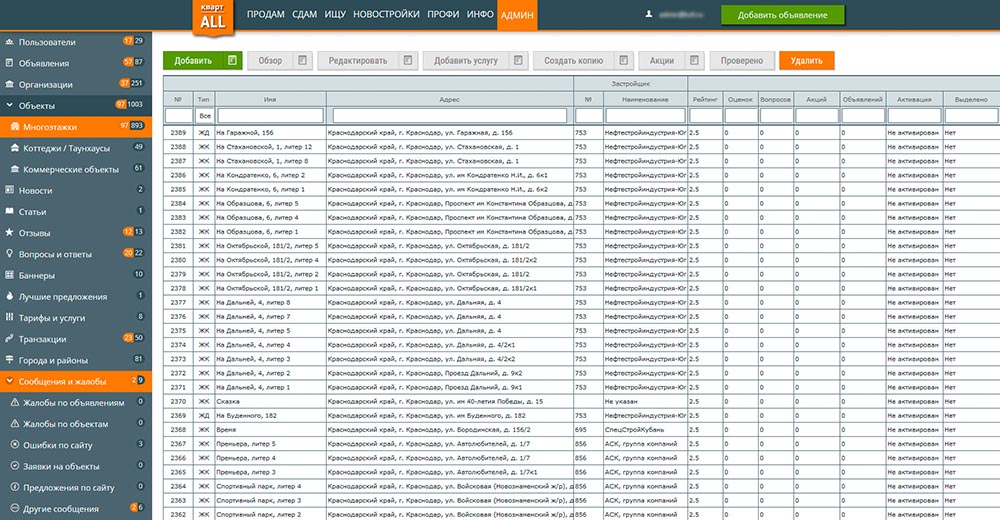 кварт
ALL
ПРОДАМ СДАМ ИЩУ НОВОСТРОЙКИ ПРОФИ ИНФО АДМИН
Добавить объявление
Пользователи 17 29
Объявления 57 87
Организации 37 251
Объекты 97 1003
Многоэтажки 97 893
Коттеджи / Таунхаусы 49
Коммерческие объекты 61
Новости 2
Статьи 1
Отзывы 12 13
Вопросы и ответы 20 22
Баннеры 10
Лучшие предложения 1
Тарифы и услуги 8
Транзакции 23 50
Города и районы 81
Сообщения и жалобы 2 9
Жалобы по объявлениям 0
Жалобы по объектам 0
Ошибки по сайту 3
Заявки на объекты 0
Предложения по сайту 0
Другие сообщения 2 6
Добавить Обзор Редактировать Добавить услугу Создать копию Акции Проверено Удалить
Застройщик
№ Тип Имя Адрес № Наименование Рейтинг Оценок Вопросов Акций Объявлений Активация Выделено
Все
2389 ЖД На Гаражной, 156 Краснодарский край, г. Краснодар, ул. Гаражная, д. 156 753 Нефтестройиндустрия-Юг 2.5 0 0 0 0 Не активирован Нет
2388 ЖК На Стахановской, 1, литер 12 Краснодарский край, г. Краснодар, ул. Стахановская, д. 1 753 Нефтестройиндустрия-Юг 2.5 0 0 0 0 Не активирован Нет
2387 ЖК На Стахановской, 1, литер 8 Краснодарский край, г. Краснодар, ул. Стахановская, д. 1 753 Нефтестройиндустрия-Юг 2.5 0 0 0 0 Не активирован Нет
2386 ЖК На Кондратенко, 6, литер 2 Краснодарский край, г. Краснодар, ул. им Кондратенко Н.И., д. 6к1 753 Нефтестройиндустрия-Юг 2.5 0 0 0 0 Не активирован Нет
2385 ЖК На Кондратенко, 6, литер 1 Краснодарский край, г. Краснодар, ул. им Кондратенко Н.И., д. 6к2 753 Нефтестройиндустрия-Юг 2.5 0 0 0 0 Не активирован Нет
2384 ЖК На Образцова, 6, литер 5 Краснодарский край, г. Краснодар, Проспект им Константина Образцова, д 753 Нефтестройиндустрия-Юг 2.5 0 0 0 0 Не активирован Нет
2383 ЖК На Образцова, 6, литер 4 Краснодарский край, г. Краснодар, Проспект им Константина Образцова, д 753 Нефтестройиндустрия-Юг 2.5 0 0 0 0 Не активирован Нет
2382 ЖК На Образцова, 6, литер 1 Краснодарский край, г. Краснодар, Проспект им Константина Образцова, д 753 Нефтестройиндустрия-Юг 2.5 0 0 0 0 Не активирован Нет
2381 ЖК На Октябрьской, 181/2, литер 5 Краснодарский край, г. Краснодар, ул. Октябрьская, д. 181/2 753 Нефтестройиндустрия-Юг 2.5 0 0 0 0 Не активирован Нет
2380 ЖК На Октябрьской, 181/2, литер 4 Краснодарский край, г. Краснодар, ул. Октябрьская, д. 181/2к2 753 Нефтестройиндустрия-Юг 2.5 0 0 0 0 Не активирован Нет
2379 ЖК На Октябрьской, 181/2, литер 2 Краснодарский край, г. Краснодар, ул. Октябрьская, д. 181/2 753 Нефтестройиндустрия-Юг 2.5 0 0 0 0 Не активирован Нет
2378 ЖК На Октябрьской, 181/2, литер 1 Краснодарский край, г. Краснодар, ул. Октябрьская, д. 181/2к1 753 Нефтестройиндустрия-Юг 2.5 0 0 0 0 Не активирован Нет
2377 ЖК На Дальней, 4, литер 8 Краснодарский край, г. Краснодар, ул. Дальняя, д. 4 753 Нефтестройиндустрия-Юг 2.5 0 0 0 0 Не активирован Нет
2376 ЖК На Дальней, 4, литер 7 Краснодарский край, г. Краснодар, ул. Дальняя, д. 4 753 Нефтестройиндустрия-Юг 2.5 0 0 0 0 Не активирован Нет
2375 ЖК На Дальней, 4, литер 5 Краснодарский край, г. Краснодар, ул. Дальняя, д. 4 753 Нефтестройиндустрия-Юг 2.5 0 0 0 0 Не активирован Нет
2374 ЖК На Дальней, 4, литер 4 Краснодарский край, г. Краснодар, ул. Дальняя, д. 4/2к1 753 Нефтестройиндустрия-Юг 2.5 0 0 0 0 Не активирован Нет
2373 ЖК На Дальней, 4, литер 3 Краснодарский край, г. Краснодар, ул. Дальняя, д. 4/2к2 753 Нефтестройиндустрия-Юг 2.5 0 0 0 0 Не активирован Нет
2372 ЖК На Дальней, 4, литер 2 Краснодарский край, г. Краснодар, Проезд Дальний, д. 9к2 753 Нефтестройиндустрия-Юг 2.5 0 0 0 0 Не активирован Нет
2371 ЖК На Дальней, 4, литер 1 Краснодарский край, г. Краснодар, Проезд Дальний, д. 9к1 753 Нефтестройиндустрия-Юг 2.5 0 0 0 0 Не активирован Нет
2370 ЖК Сказка Краснодарский край, г. Краснодар, ул. им 40-летия Победы, д. 15 Не указан 2.5 0 0 0 0 Не активирован Нет
2369 ЖД На Буденного, 182 Краснодарский край, г. Краснодар, ул. им Буденного, д. 182 753 Нефтестройиндустрия-Юг 2.5 0 0 0 0 Не активирован Нет
2368 ЖК Время Краснодарский край, г. Краснодар, ул. Бородинская, д. 156/2 695 СпецСтройКубань 2.5 0 0 0 0 Не активирован Нет
2367 ЖК Премьера, литер 5 Краснодарский край, г. Краснодар, ул. Автолюбителей, д. 1/7 856 АСК, группа компаний 2.5 0 0 0 0 Не активирован Нет
2366 ЖК Премьера, литер 4 Краснодарский край, г. Краснодар, ул. Автолюбителей, д. 1/7 856 АСК, группа компаний 2.5 0 0 0 0 Не активирован Нет
2365 ЖК Премьера, литер 3 Краснодарский край, г. Краснодар, ул. Автолюбителей, д. 1/7к1 856 АСК, группа компаний 2.5 0 0 0 0 Не активирован Нет
2364 ЖК Спортивный парк, литер 4 Краснодарский край, г. Краснодар, ул. Войсковая (Новознаменский ж/р), д 856 АСК, группа компаний 2.5 0 0 0 0 Не активирован Нет
2363 ЖК Спортивный парк, литер 3 Краснодарский край, г. Краснодар, ул. Войсковая (Новознаменский ж/р), д 856 АСК, группа компаний 2.5 0 0 0 0 Не активирован Нет
2362 ЖК Спортивный парк, литер 2 Краснодарский край, г. Краснодар, ул. Войсковая (Новознаменский ж/р), д 856 АСК, группа компаний 2.5 0 0 0 0 Не активирован Нет